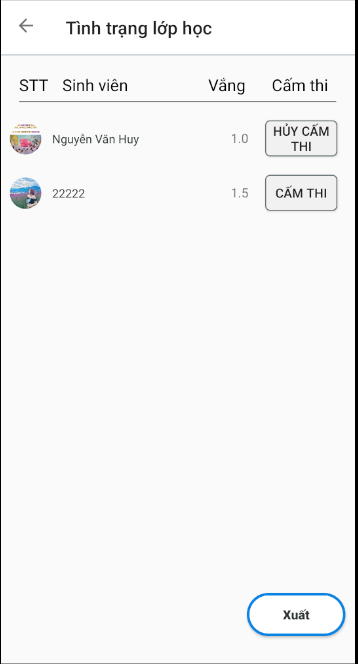 Tình trạng lớp học
STT Sinh viên Vắng Cấm thi
Nguyễn Văn Huy 1.0 HỦY CẤM
THI
22222 1.5 CẤM THI
Xuất